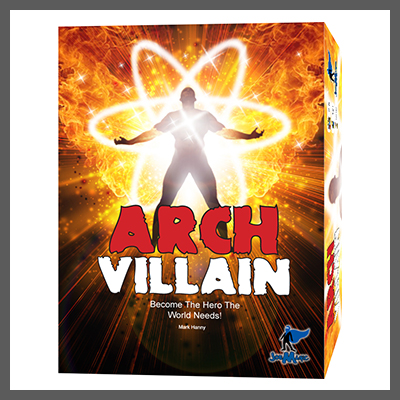 ARCH
VILLAIN
Become The Hero The
World Needs!
Mark Hanny